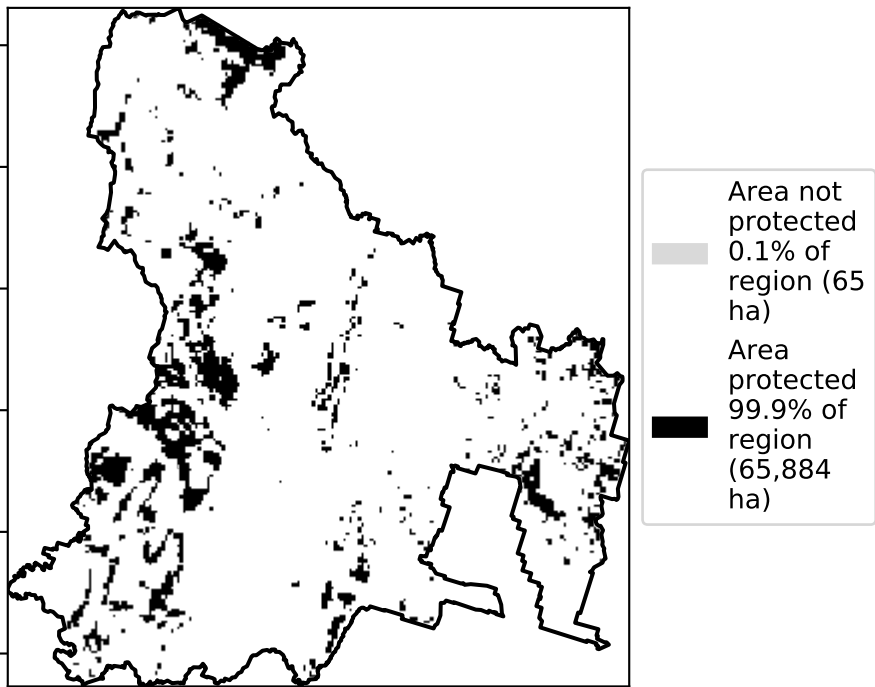 Area not
protected
0.1% of
region (65
ha)
Area
protected
99.9% of
region
(65,884
ha)